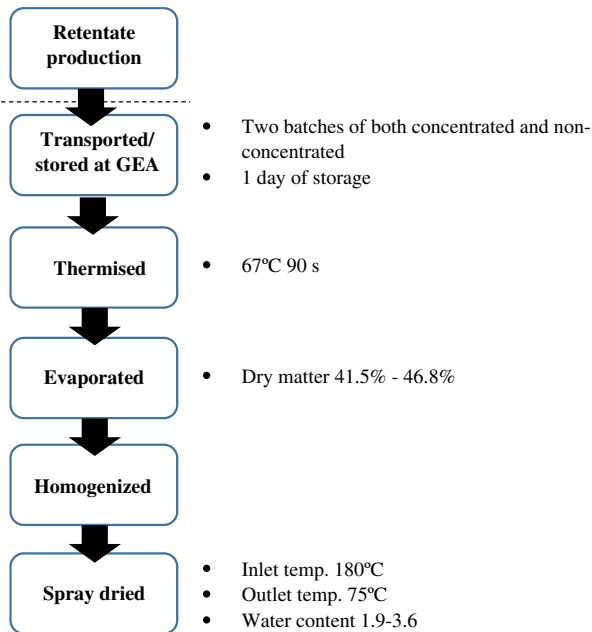 Retentate
production
Transported/
stored at GEA
• Two batches of both concentrated and non-
concentrated
• 1 day of storage
Thermised
• 67ºC 90 s
Evaporated
• Dry matter 41.5% - 46.8%
Homogenized
Spray dried
• Inlet temp. 180ºC
• Outlet temp. 75ºC
• Water content 1.9-3.6